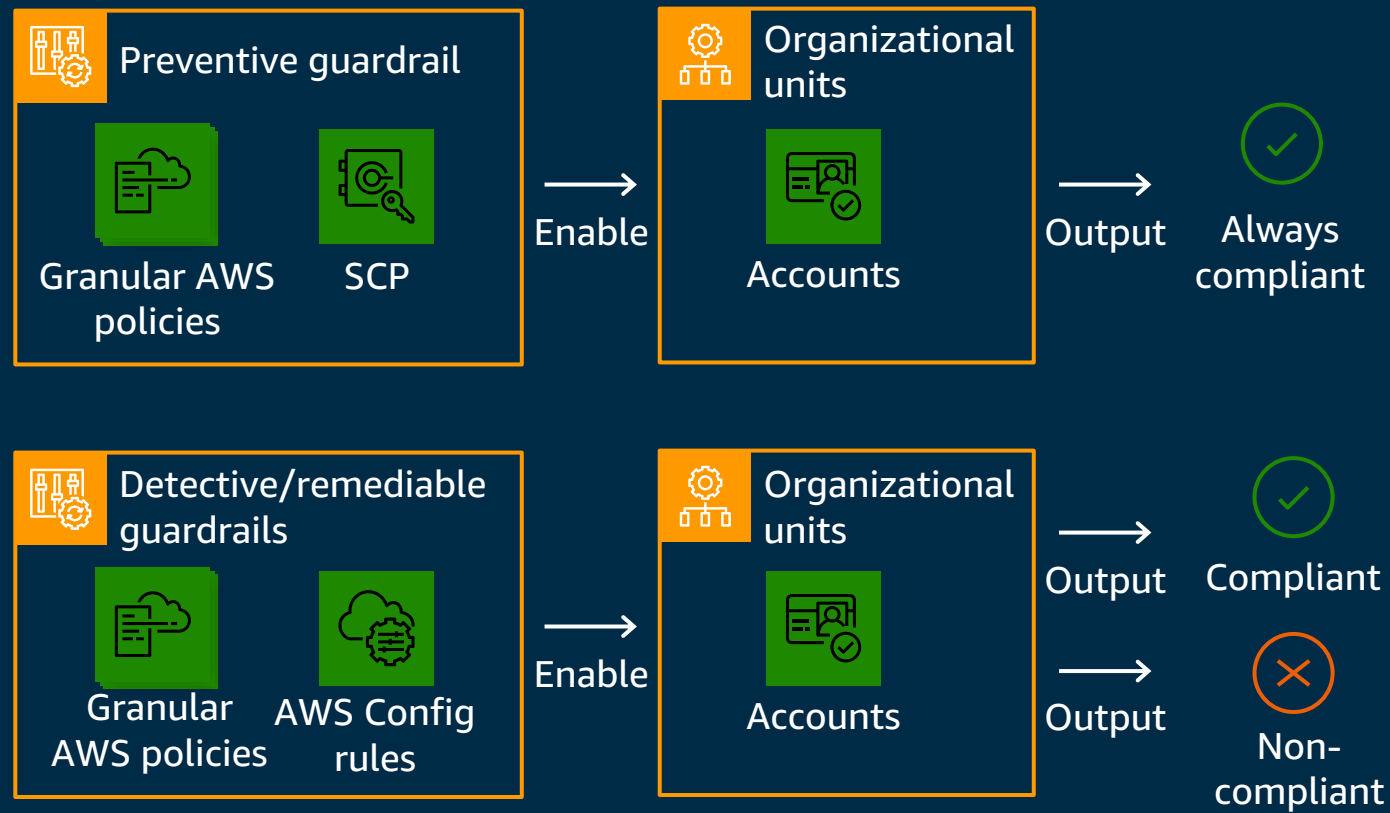 Preventive guardrail
Granular AWS
policies
SCP
Enable
Organizational
units
Accounts
Output
Always
compliant
Detective/remediable
guardrails
Granular
AWS policies
AWS Config
rules
Enable
Organizational
units
Accounts
Output
Compliant
Output
Non-
compliant